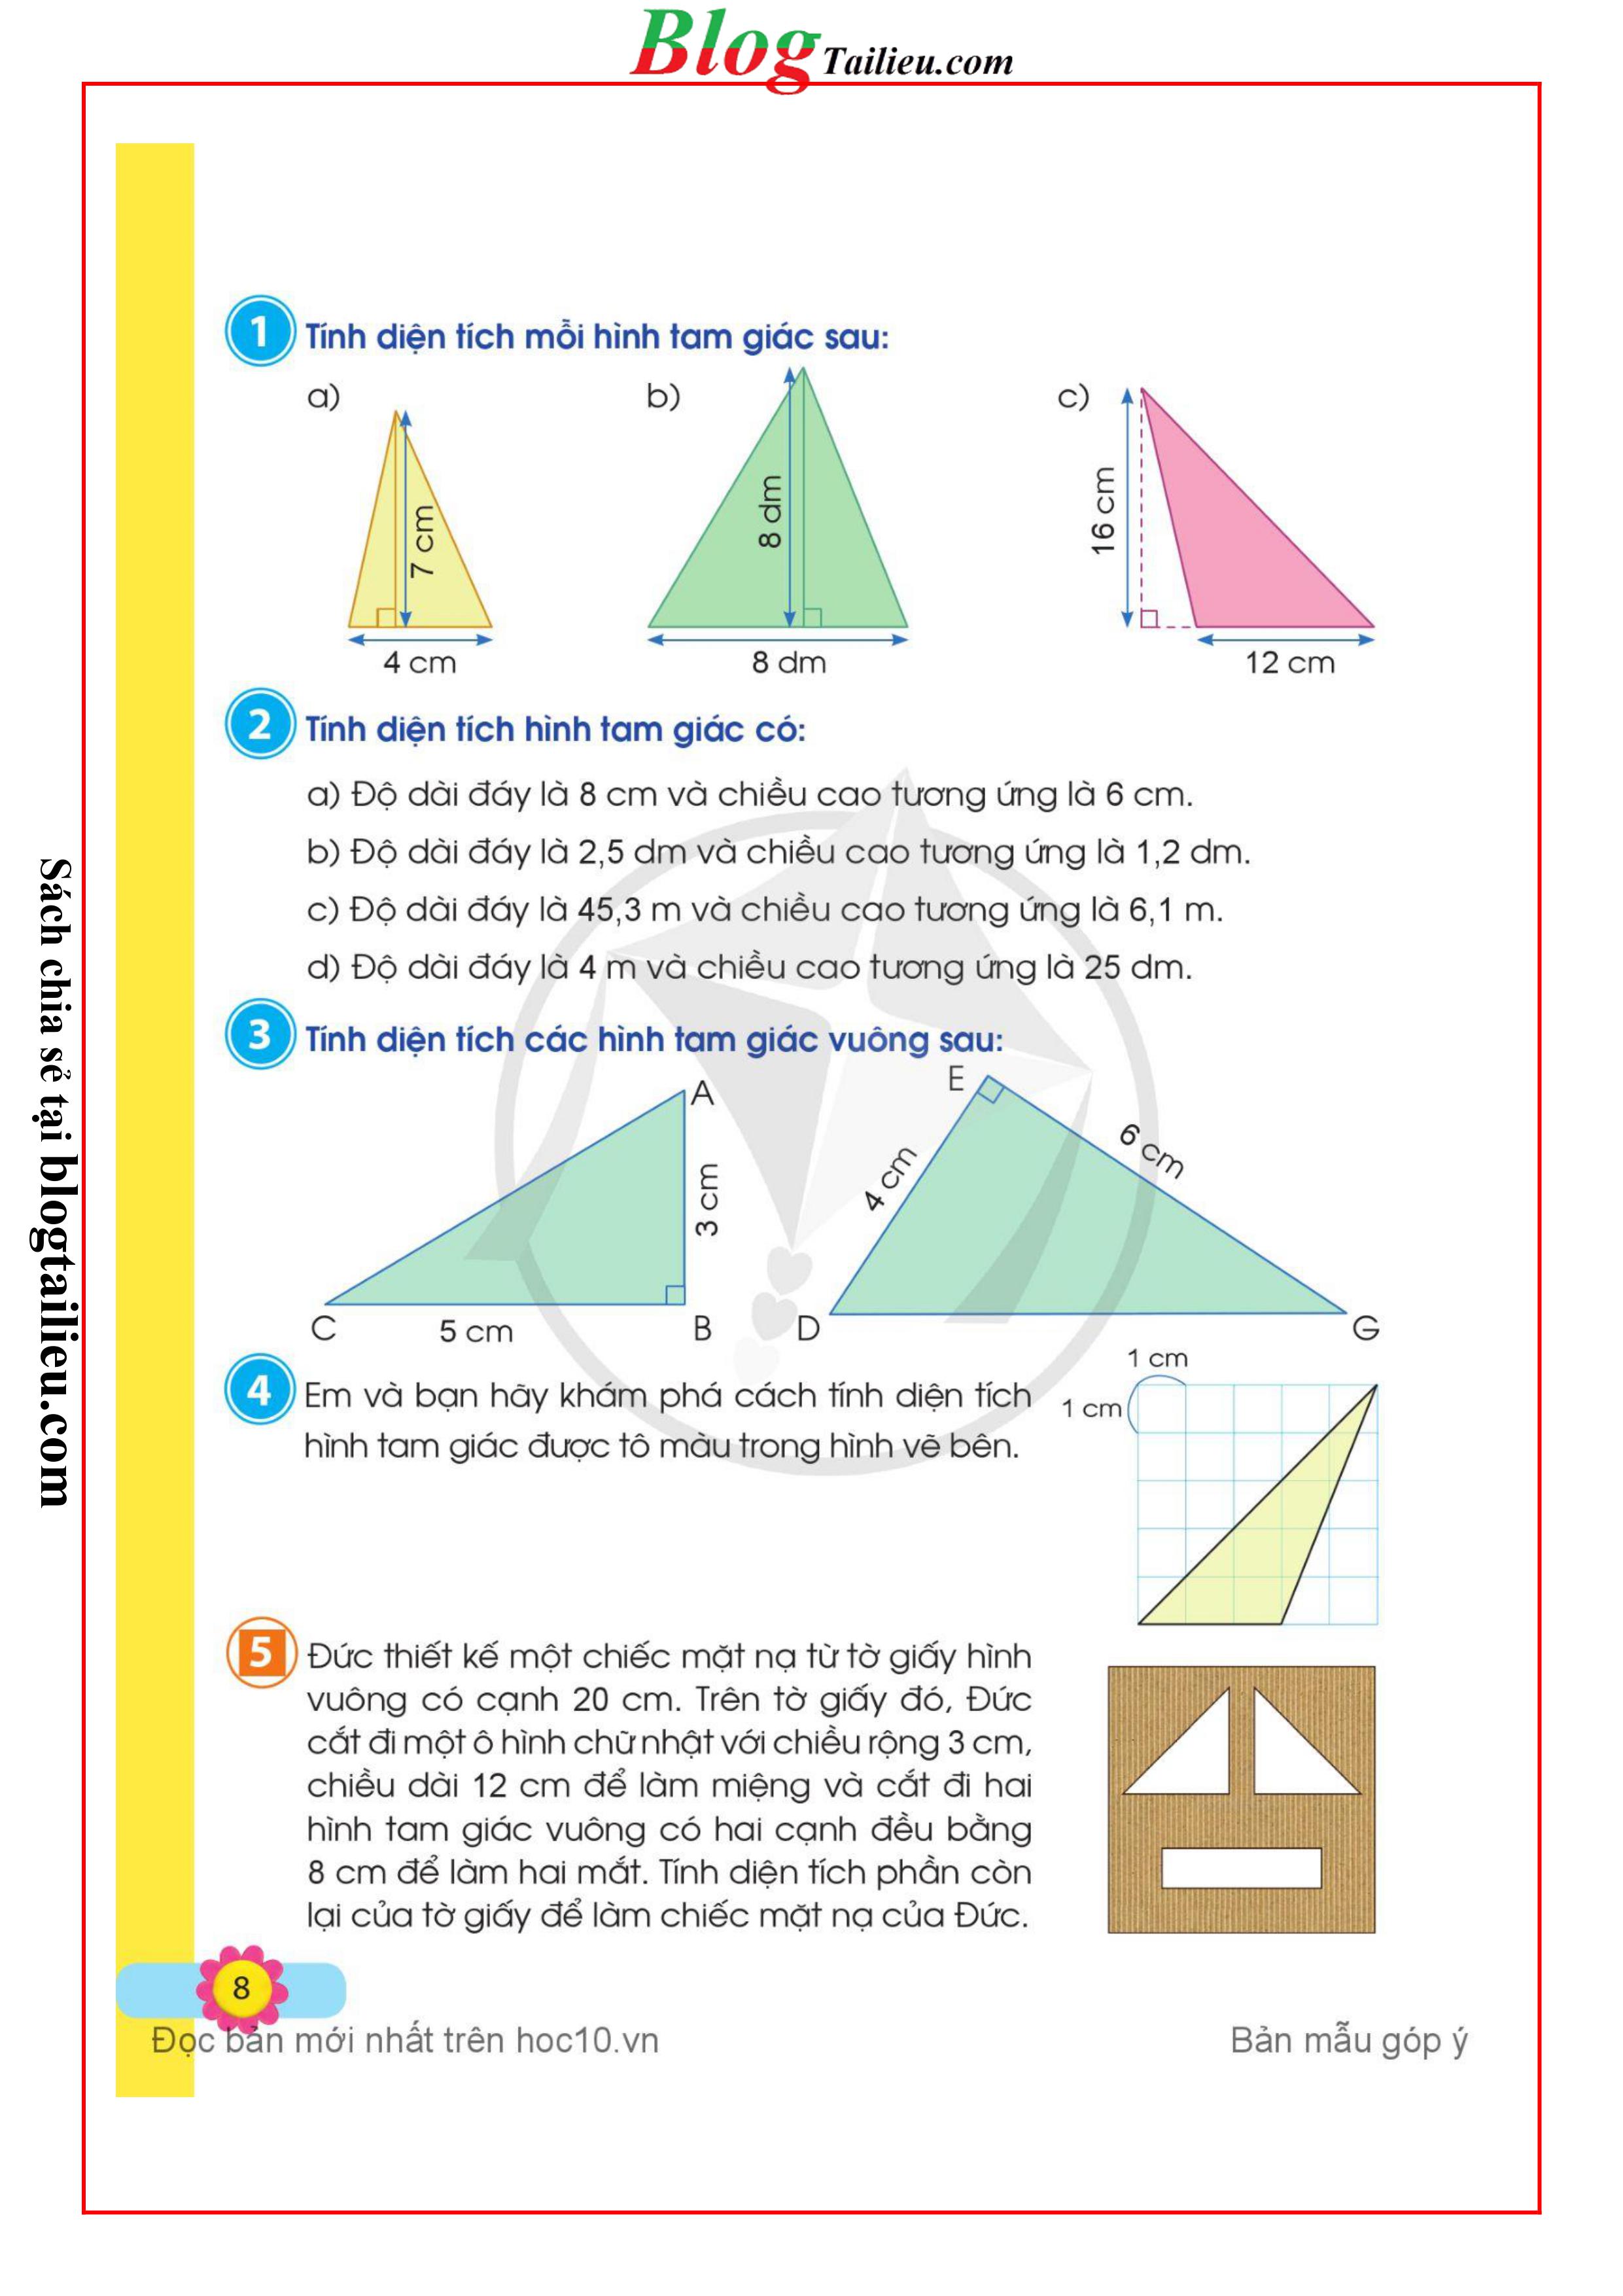 Blog Tailieu.com
1 Tính diện tích mỗi hình tam giác sau:
a) b) c)
7 cm
8 dm
16 cm
4 cm
8 dm
12 cm
2 Tính diện tích hình tam giác có:
a) Độ dài đáy là 8 cm và chiều cao tương ứng là 6 cm.
b) Độ dài đáy là 2,5 dm và chiều cao tương ứng là 1,2 dm.
c) Độ dài đáy là 45,3 m và chiều cao tương ứng là 6,1 m.
d) Độ dài đáy là 4 m và chiều cao tương ứng là 25 dm.
3 Tính diện tích các hình tam giác vuông sau:
A
3 cm
C
5 cm
B
E
4 cm
6 cm
D
G
4 Em và bạn hãy khám phá cách tính diện tích
hình tam giác được tô màu trong hình vẽ bên.
1 cm
1 cm
5 Đức thiết kế một chiếc mặt nạ từ tờ giấy hình
vuông có cạnh 20 cm. Trên tờ giấy đó, Đức
cắt đi một ô hình chữ nhật với chiều rộng 3 cm,
chiều dài 12 cm để làm miệng và cắt đi hai
hình tam giác vuông có hai cạnh đều bằng
8 cm để làm hai mắt. Tính diện tích phần còn
lại của tờ giấy để làm chiếc mặt nạ của Đức.
8
Đọc bản mới nhất trên hoc10.vn
Bản mẫu góp ý
Sách chia sẻ tại blogtailieu.com